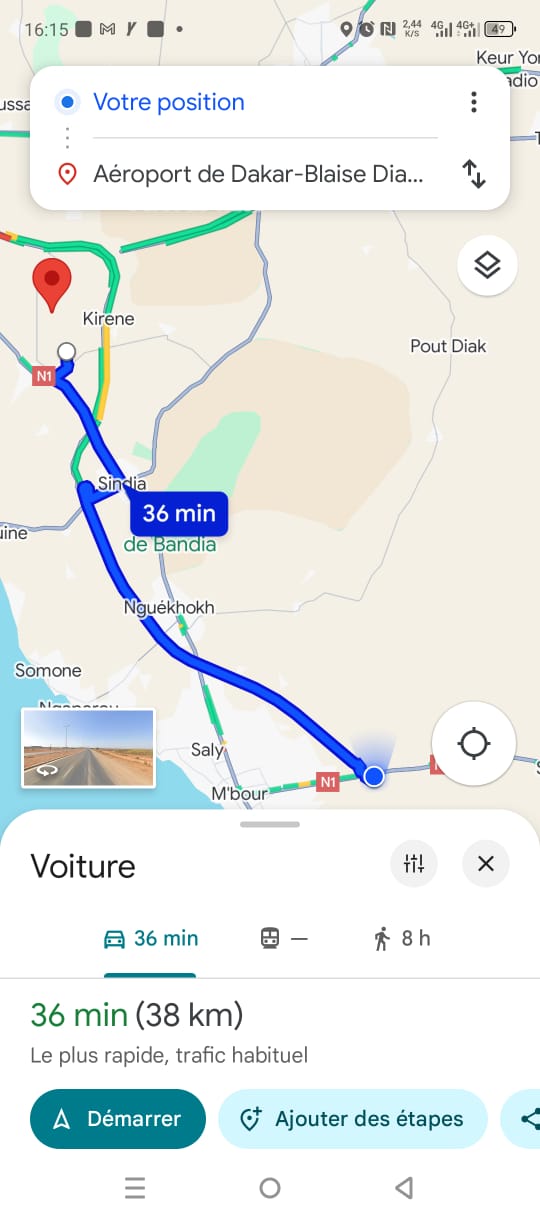 16:15
2,44
K/S
4G
4G+
49
Keur Yo
adio
ussa
Votre position
Aéroport de Dakar-Blaise Dia...
Kirene
Pout Diak
N1
Sindia
36 min
uine
de Bandia
Nguékhokh
Somone
Ngaparou
Saly
N1
M'bour
Voiture
36 min
—
8 h
36 min (38 km)
Le plus rapide, trafic habituel
Démarrer
Ajouter des étapes